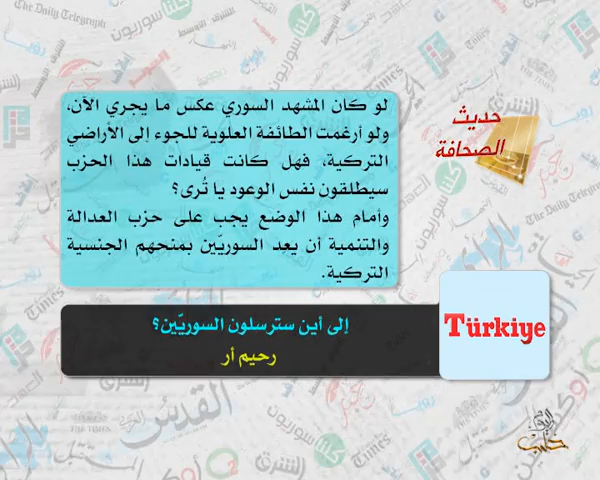 حديث
الصحافة
لو كان المشهد السوري عكس ما يجري الآن،
ولو أرغمت الطائفة العلوية للجوء إلى الأراضي
التركية، فهل كانت قيادات هذا الحزب
سيطلقون نفس الوعود يا تُرى؟
وأمام هذا الوضع يجب على حزب العدالة
والتنمية أن يعد السوريّين بمنحهم الجنسية
التركية.
Türkiye
إلى أين سترسلون السوريّين؟
رحيم أر